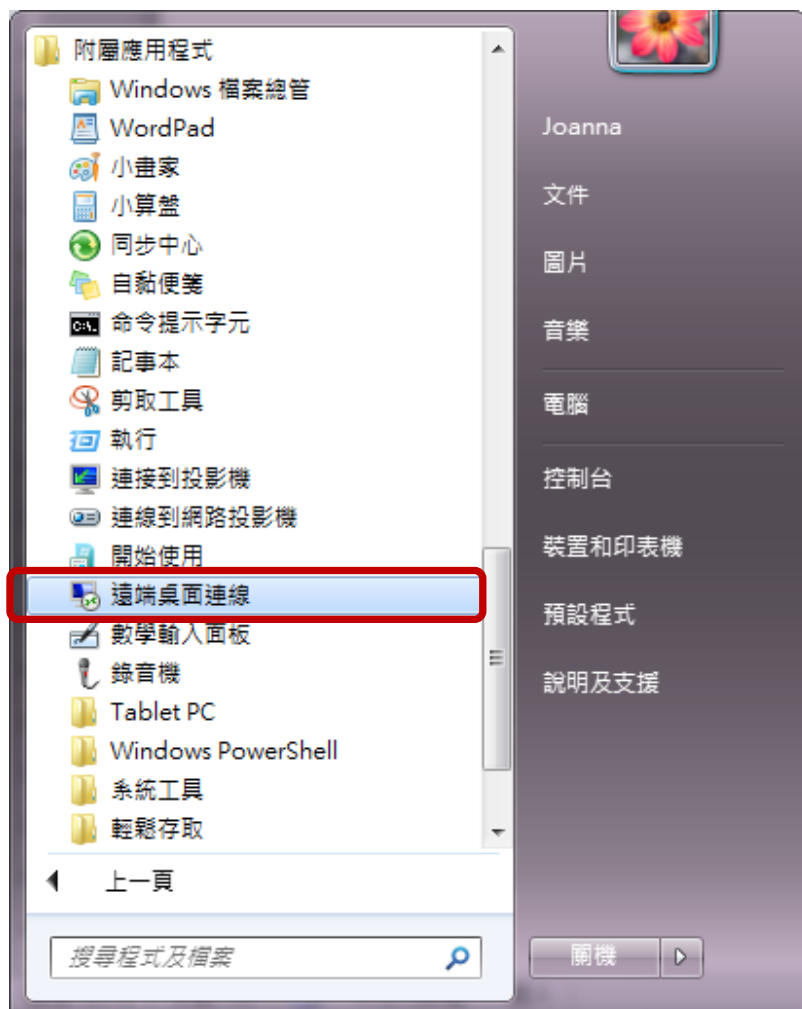 附屬應用程式
Windows 檔案總管
WordPad
小畫家
小算盤
同步中心
自黏便箋
命令提示字元
記事本
剪取工具
執行
連接到投影機
連線到網路投影機
開始使用
遠端桌面連線
數學輸入面板
錄音機
Tablet PC
Windows PowerShell
系統工具
輕鬆存取
上一頁
搜尋程式及檔案
Joanna
文件
圖片
音樂
電腦
控制台
裝置和印表機
預設程式
說明及支援
關機